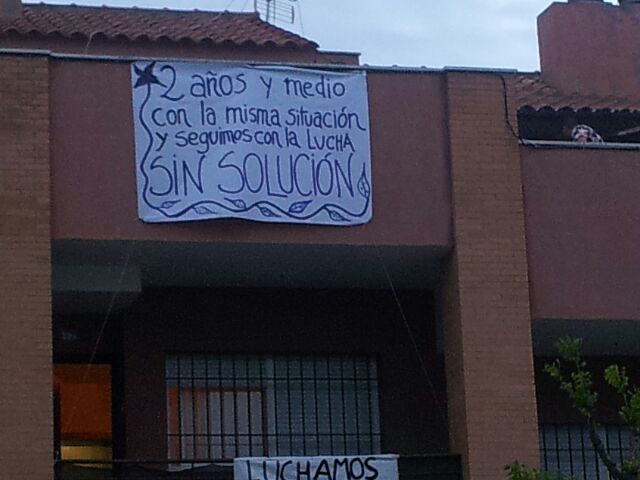 2 años y medio
con la misma situación
y seguimos con la LUCHA
SIN SOLUCIÓN
LUCHAMOS